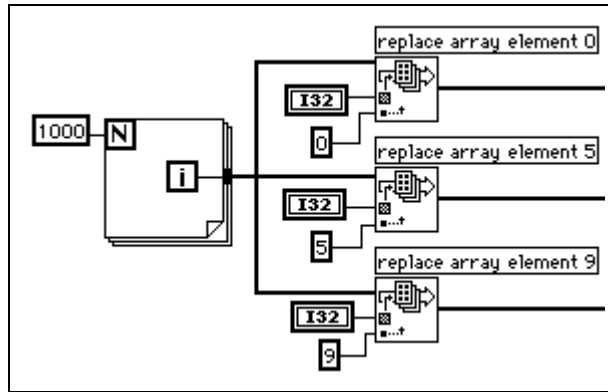 replace array element 0
I32
1000
N
0
i
replace array element 5
I32
5
replace array element 9
I32
9